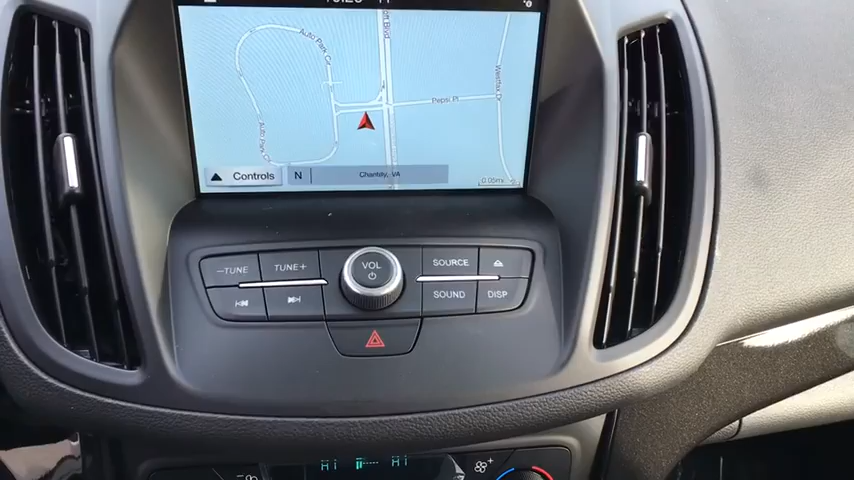 Auto Park Cir
Westfax Dr
Pepsi Pl
Auto Park
Controls
N
Chantilly, VA
0.05mi
–TUNE
TUNE+
VOL
SOURCE
SOUND
DISP
HI
HI